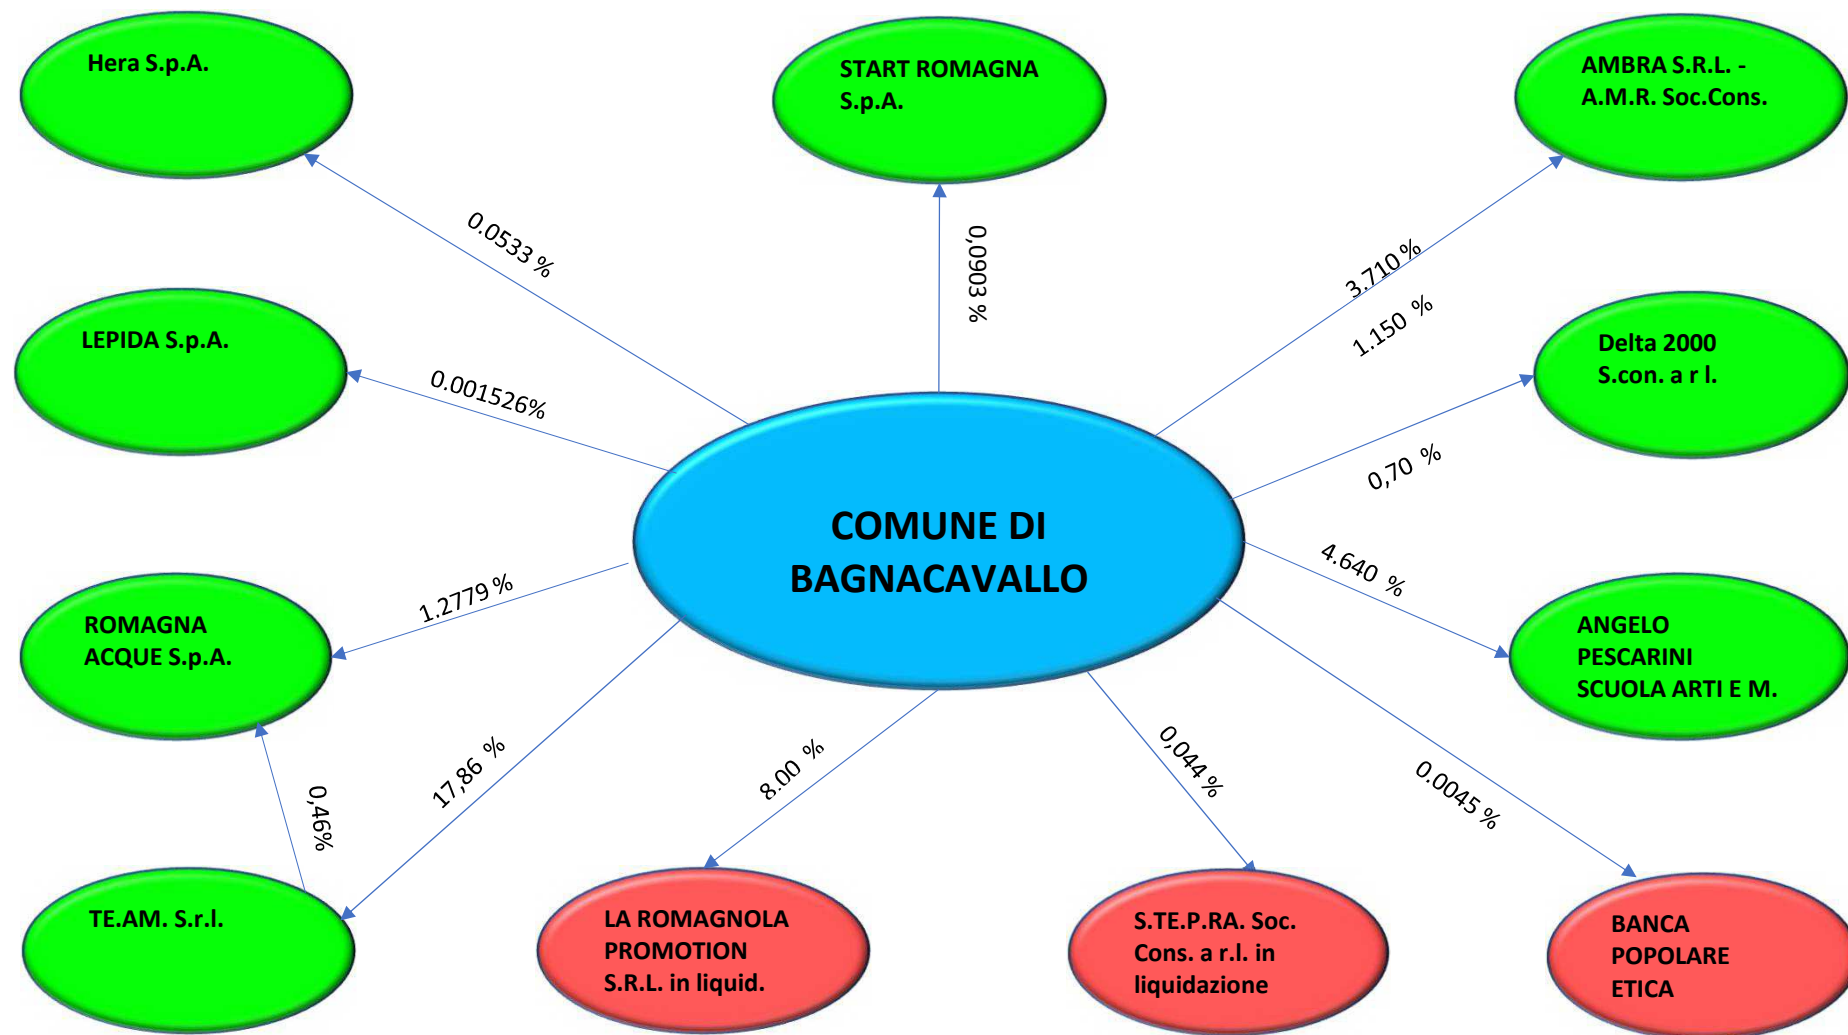 Hera S.p.A.
START ROMAGNA
S.p.A.
AMBRA S.R.L. -
A.M.R. Soc.Cons.
0.0533 %
0,0903 %
3.710 %
1.150 %
LEPIDA S.p.A.
0.001526%
Delta 2000
S.con. a r l.
0,70 %
COMUNE DI
BAGNACAVALLO
4.640 %
1.2779 %
ROMAGNA
ACQUE S.p.A.
ANGELO
PESCARINI
SCUOLA ARTI E M.
0,46%
17,86 %
8.00 %
0,044 %
0.0045 %
TE.AM. S.r.l.
LA ROMAGNOLA
PROMOTION
S.R.L. in liquid.
S.TE.P.RA. Soc.
Cons. a r.l. in
liquidazione
BANCA
POPOLARE
ETICA